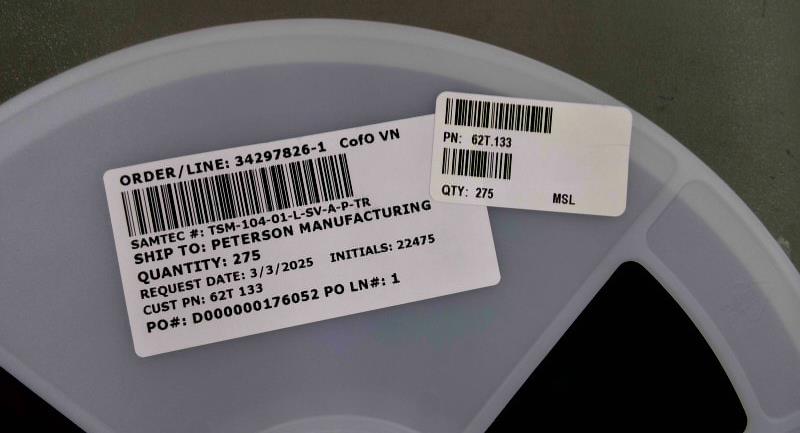 ORDER/LINE: 34297826-1 CofO VN
SAMTEC #: TSM-104-01-L-SV-A-P-TR
SHIP TO: PETERSON MANUFACTURING
QUANTITY: 275
REQUEST DATE: 3/3/2025 INITIALS: 22475
CUST PN: 62T 133
PO#: D000000176052 PO LN#: 1
PN: 62T.133
QTY: 275 MSL